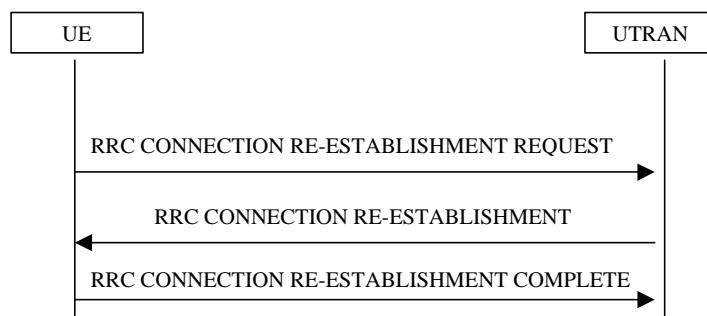 UE
UTRAN
RRC CONNECTION RE-ESTABLISHMENT REQUEST
RRC CONNECTION RE-ESTABLISHMENT
RRC CONNECTION RE-ESTABLISHMENT COMPLETE